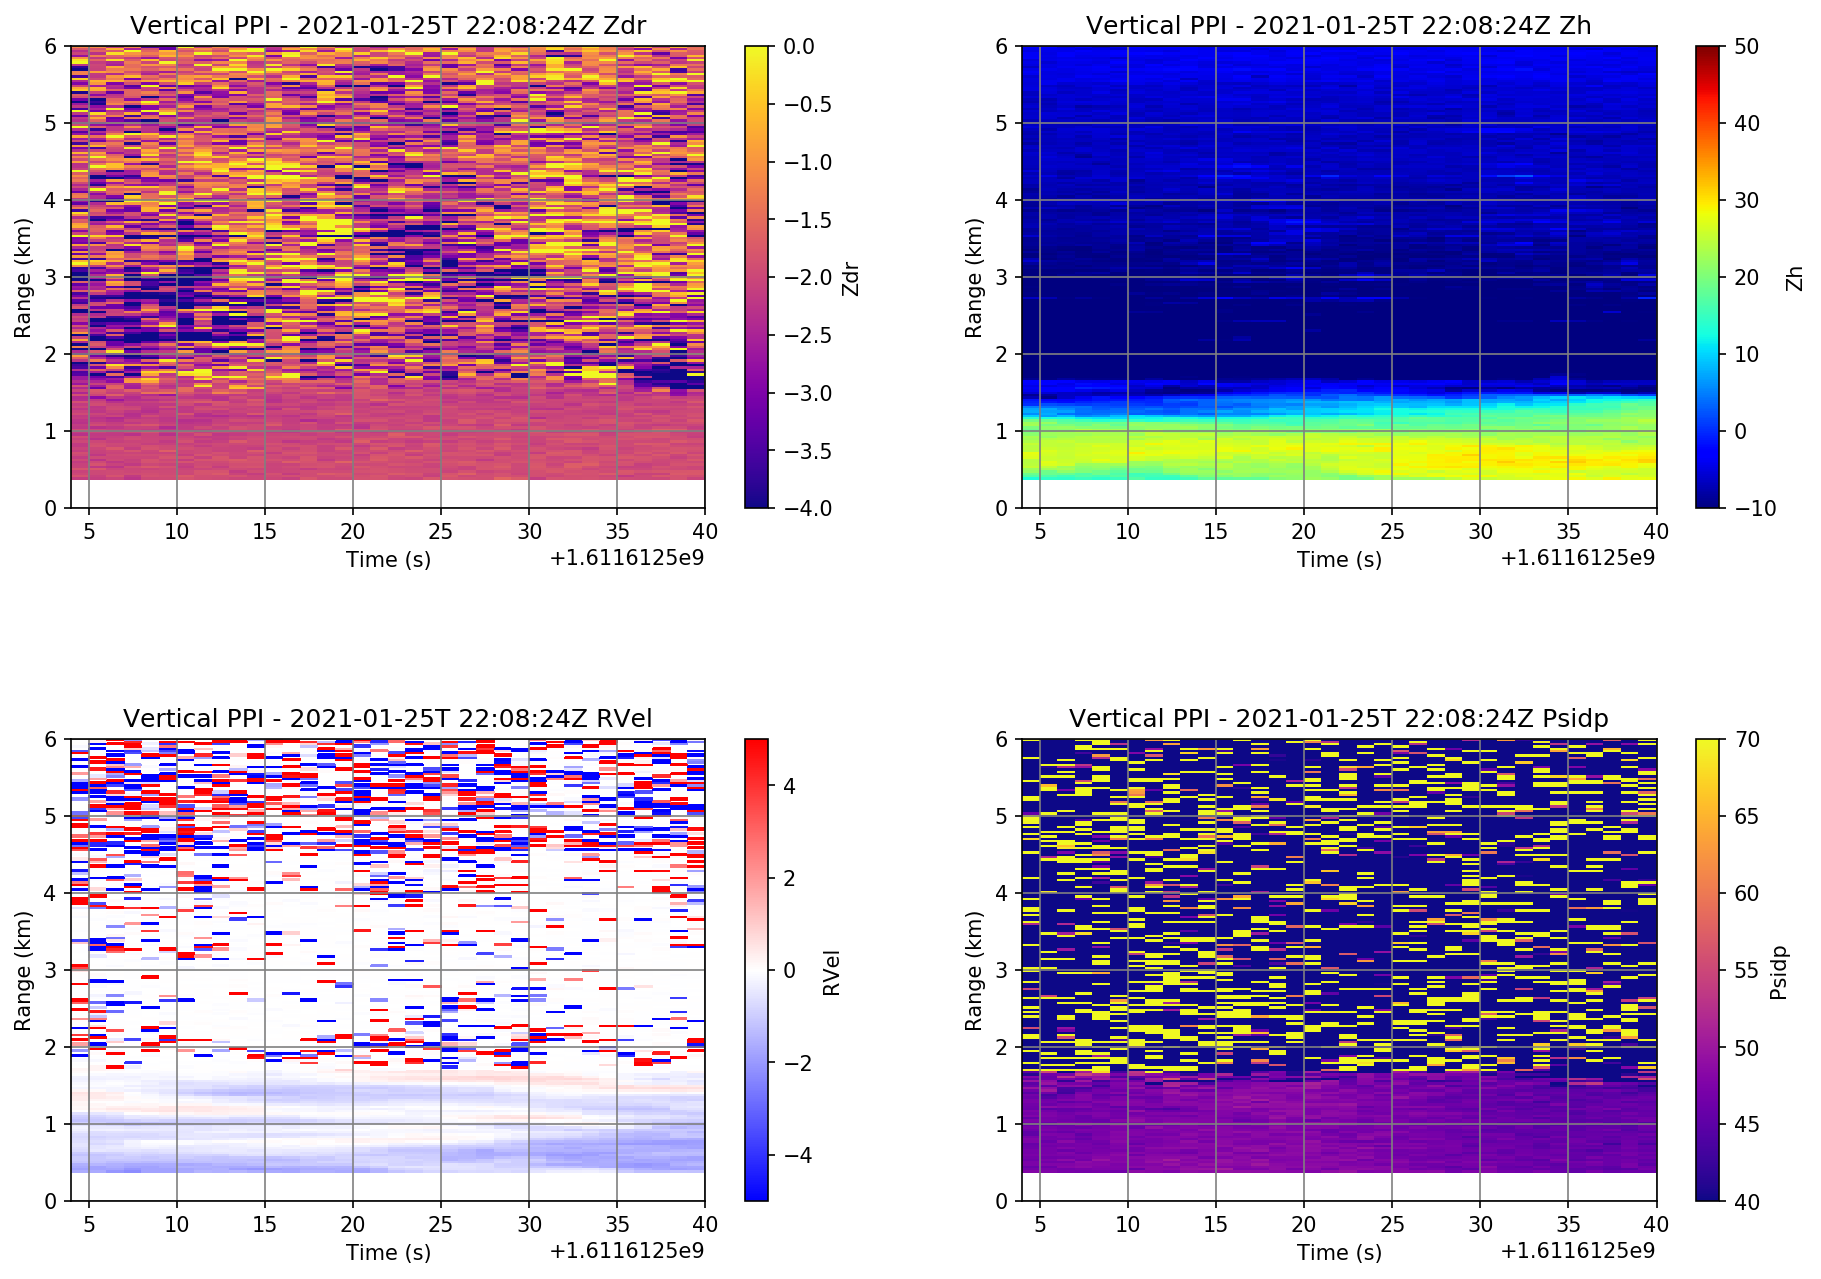 Vertical PPI - 2021-01-25T 22:08:24Z Zdr
6
5
4
3
2
1
0
Range (km)
5 10 15 20 25 30 35 40
Time (s)
+1.6116125e9
0.0
−0.5
−1.0
−1.5
−2.0
−2.5
−3.0
−3.5
−4.0
Zdr
Vertical PPI - 2021-01-25T 22:08:24Z Zh
6
5
4
3
2
1
0
Range (km)
5 10 15 20 25 30 35 40
Time (s)
+1.6116125e9
50
40
30
20
10
0
−10
Zh
Vertical PPI - 2021-01-25T 22:08:24Z RVel
6
5
4
3
2
1
0
Range (km)
5 10 15 20 25 30 35 40
Time (s)
+1.6116125e9
4
2
0
−2
−4
RVel
Vertical PPI - 2021-01-25T 22:08:24Z Psidp
6
5
4
3
2
1
0
Range (km)
5 10 15 20 25 30 35 40
Time (s)
+1.6116125e9
70
65
60
55
50
45
40
Psidp